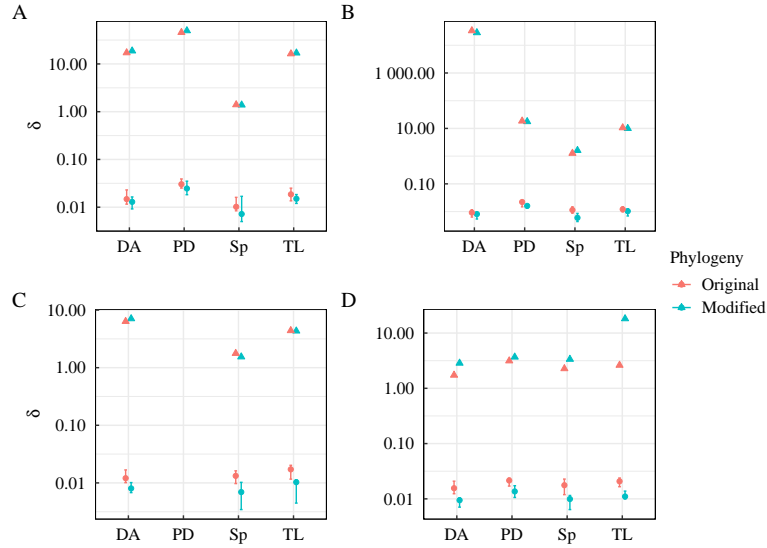 A
B
10.00
1.00
0.10
0.01
δ
DA PD Sp TL
1 000.00
10.00
0.10
DA PD Sp TL
Phylogeny
Original
Modified
C
D
10.00
1.00
0.10
0.01
δ
DA PD Sp TL
10.00
1.00
0.10
0.01
DA PD Sp TL